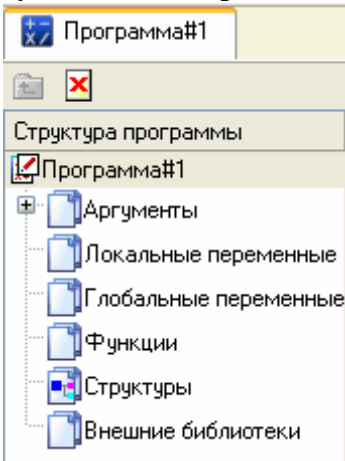 Программа#1
Структура программы
Программа#1
Аргументы
Локальные переменные
Глобальные переменные
Функции
Структуры
Внешние библиотеки